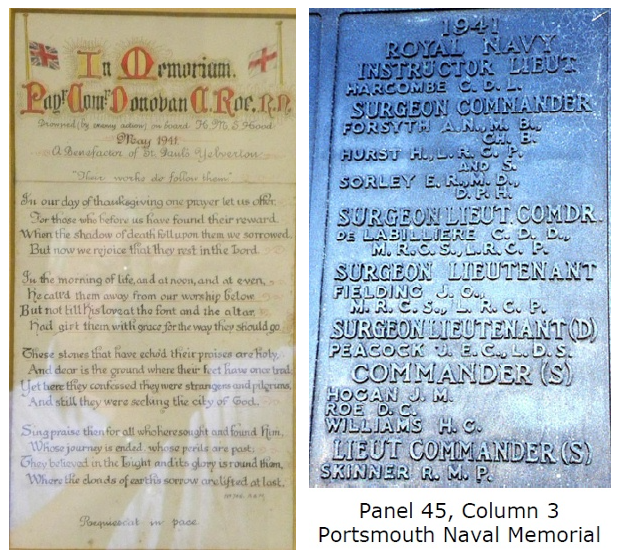 In Memoriam.
Payr. Comr. Donovan C. Roe. R.N.
Drowned (by enemy action) on board H.M.S. Hood
May 1941
A Benefactor of St. Paul's Yelverton
"Their works do follow them"
In our day of thanksgiving one prayer let us offer,
For those who before us have found their reward.
When the shadow of death fell upon them we sorrowed,
But now we rejoice that they rest in the Lord.
In the morning of life, and at noon, and at even,
He called them away from our worship below
But not till His love at the font and the altar,
Had girt them with grace for the way they should go.
These stones that have echo'd their praises are holy,
And dear is the ground where their feet have once trod;
Yet here they confessed they were strangers and pilgrims,
And still they were seeking the city of God.
Sing praise then for all who here sought and found Him,
Whose journey is ended, whose perils are past,
They believed in the Light and its glory is round them,
Where the clouds of earth's sorrow are lifted at last.
Requiescat in pace
1941
ROYAL NAVY
INSTRUCTOR LIEUT
HARCOMBE C. D. L.
SURGEON COMMANDER
FORSYTH A.N., M. B.,
CH. B.
HURST H., L. R. C. P.
AND S.
SORLEY E. R., M. D.,
D. P. H.
SURGEON LIEUT. COMDR.
DE LABILLIERE C. D. D.,
M. R. C. S., L. R. C. P.
SURGEON LIEUTENANT
FIELDING J. O.,
M. R. C. S., L. R. C. P.
SURGEON LIEUTENANT (D)
PEACOCK J. E. C., L. D. S.
COMMANDER (S)
HOGAN J. M.
ROE D. C.
WILLIAMS H. C.
LIEUT COMMANDER (S)
SKINNER R. M. P.
Panel 45, Column 3
Portsmouth Naval Memorial